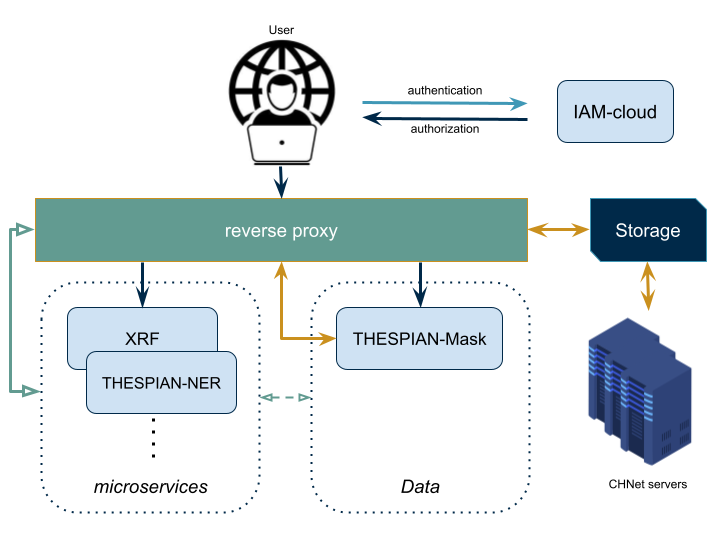 User
authentication
IAM-cloud
authorization
reverse proxy
Storage
XRF
THESPIAN-Mask
THESPIAN-NER
microservices
Data
CHNet servers